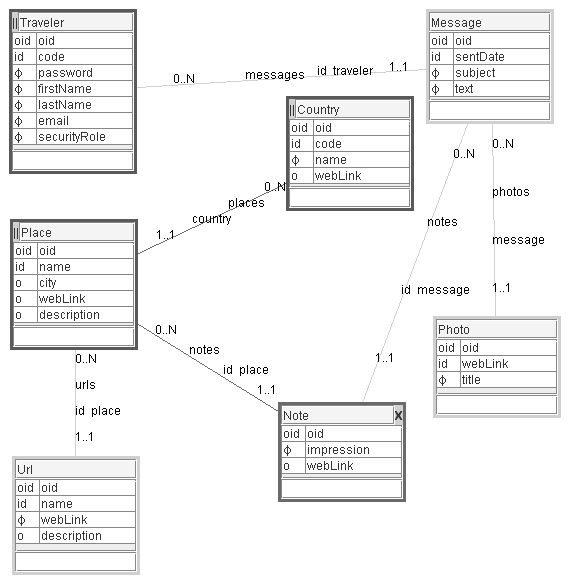 Traveler
oid oid
id code
ϕ password
ϕ firstName
ϕ lastName
ϕ email
ϕ securityRole
Message
oid oid
id sentDate
ϕ subject
ϕ text
0..N messages id traveler 1..1
Country
oid oid
id code
ϕ name
o webLink
0..N
places
country
1..1
0..N
notes
id message
1..1
0..N
photos
message
1..1
Place
oid oid
id name
o city
o webLink
o description
0..N
notes
id place
1..1
0..N
urls
id place
1..1
Photo
oid oid
id webLink
ϕ title
Note X
oid oid
ϕ impression
o webLink
Url
oid oid
id name
ϕ webLink
o description